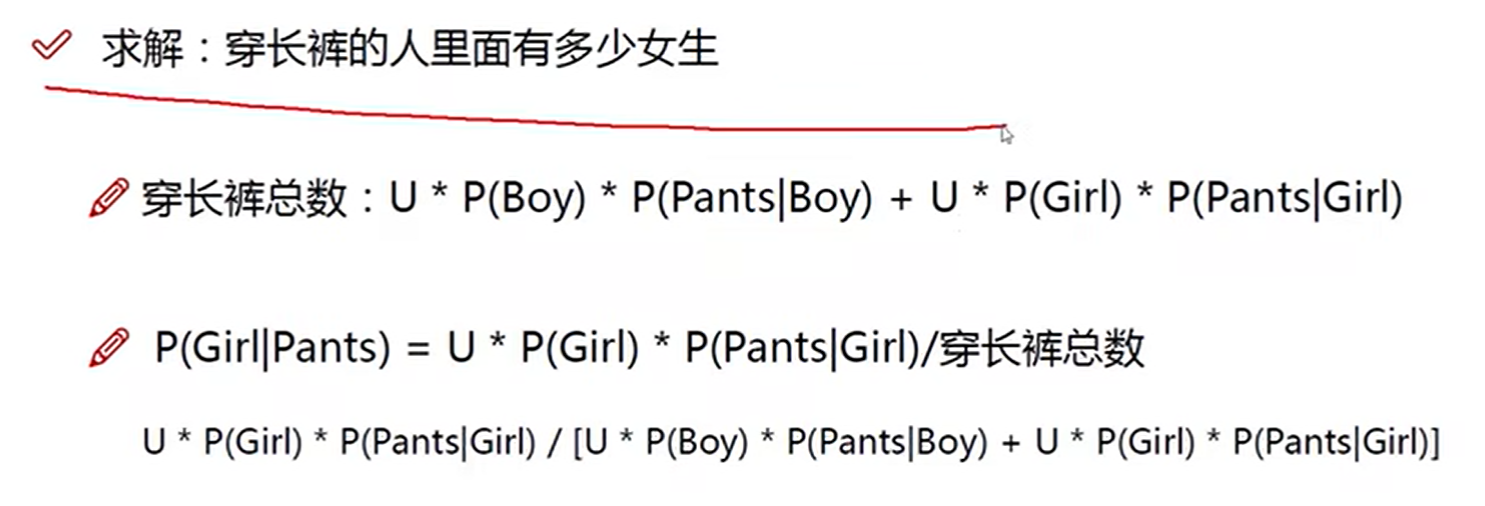 求解：穿长裤的人里面有多少女生
穿长裤总数：U * P(Boy) * P(Pants|Boy) + U * P(Girl) * P(Pants|Girl)
P(Girl|Pants) = U * P(Girl) * P(Pants|Girl)/穿长裤总数
U * P(Girl) * P(Pants|Girl) / [U * P(Boy) * P(Pants|Boy) + U * P(Girl) * P(Pants|Girl)]